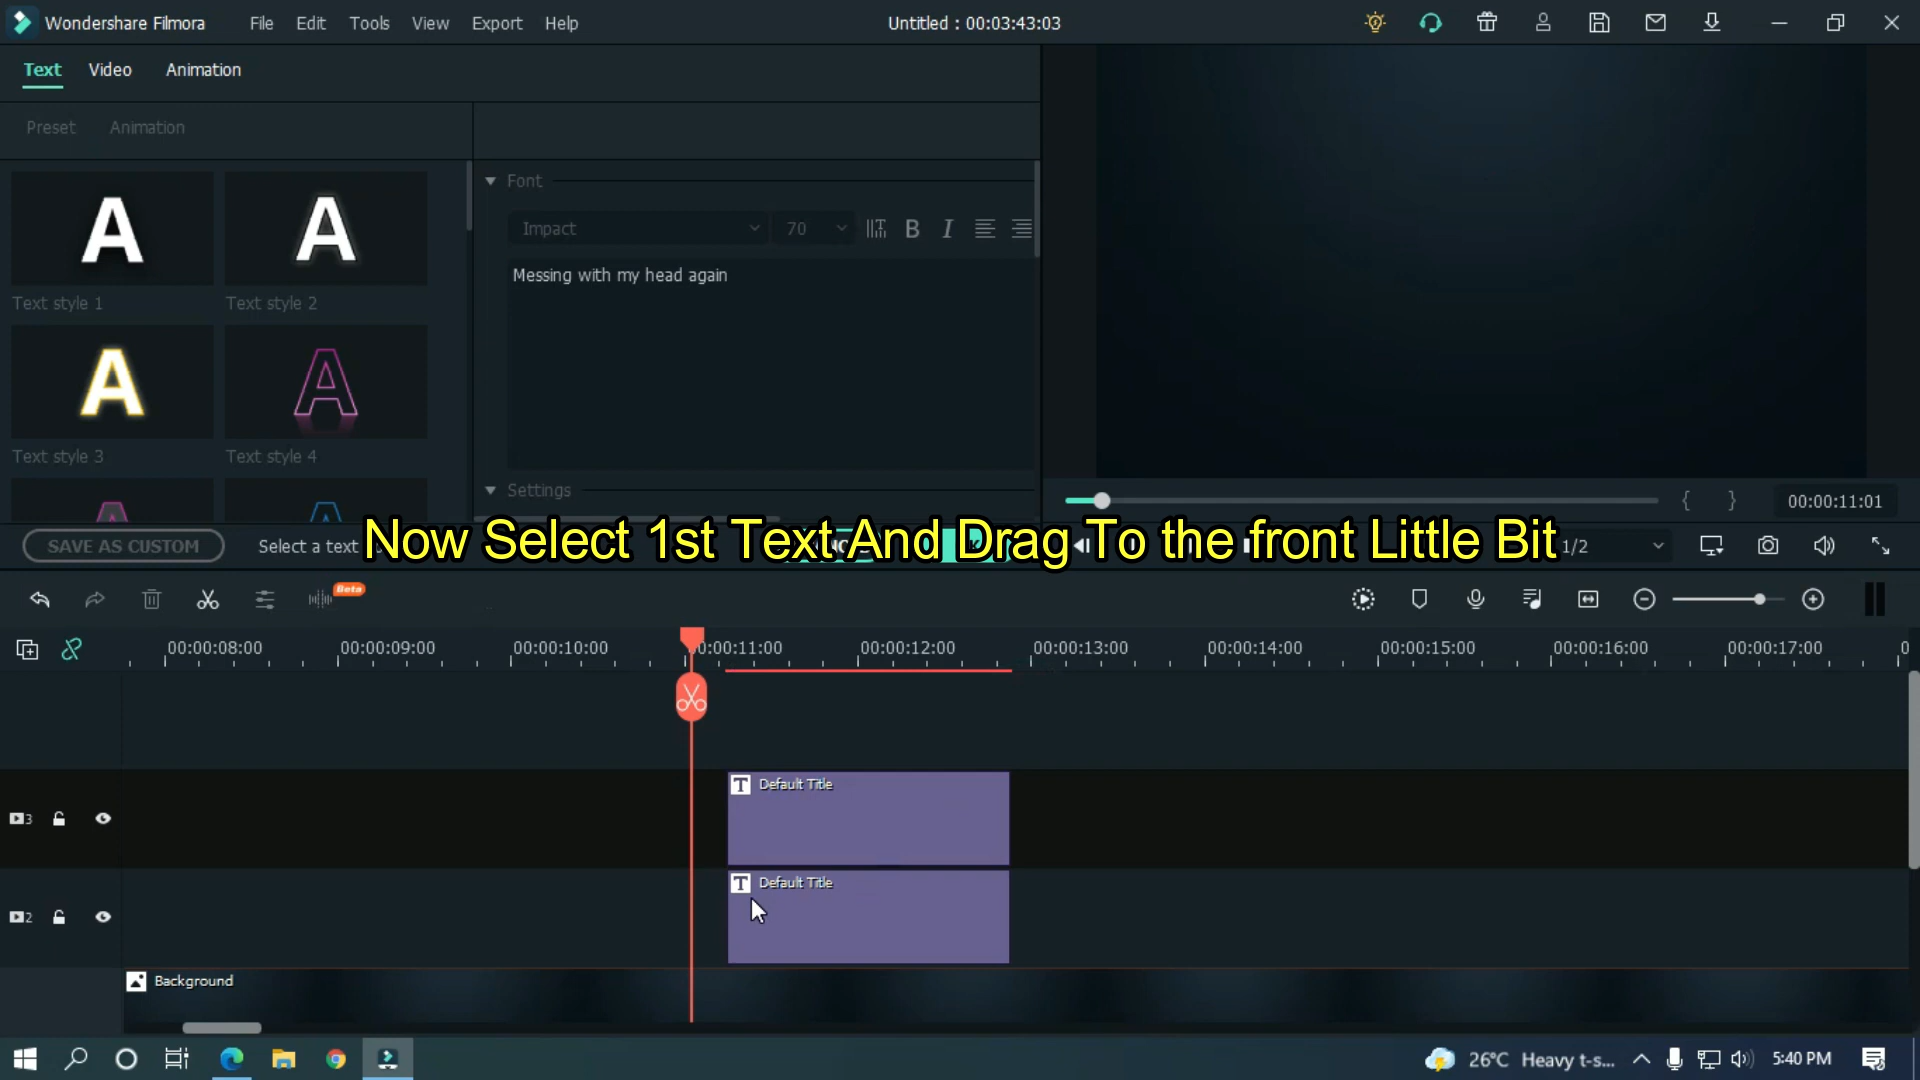 Wondershare Filmora File Edit Tools View Export Help Untitled : 00:03:43:03
Text Video Animation
Preset Animation
Font
Impact 70 B I
Messing with my head again
A A
Text style 1 Text style 2
A A
Text style 3 Text style 4
Settings
{ } 00:00:11:01
SAVE AS CUSTOM Select a text
Now Select 1st Text And Drag To the front Little Bit
1/2
Beta
00:00:08:00 00:00:09:00 00:00:10:00 00:00:11:00 00:00:12:00 00:00:13:00 00:00:14:00 00:00:15:00 00:00:16:00 00:00:17:00
T Default Title
3
T Default Title
2
Background
26°C Heavy t-s... 5:40 PM